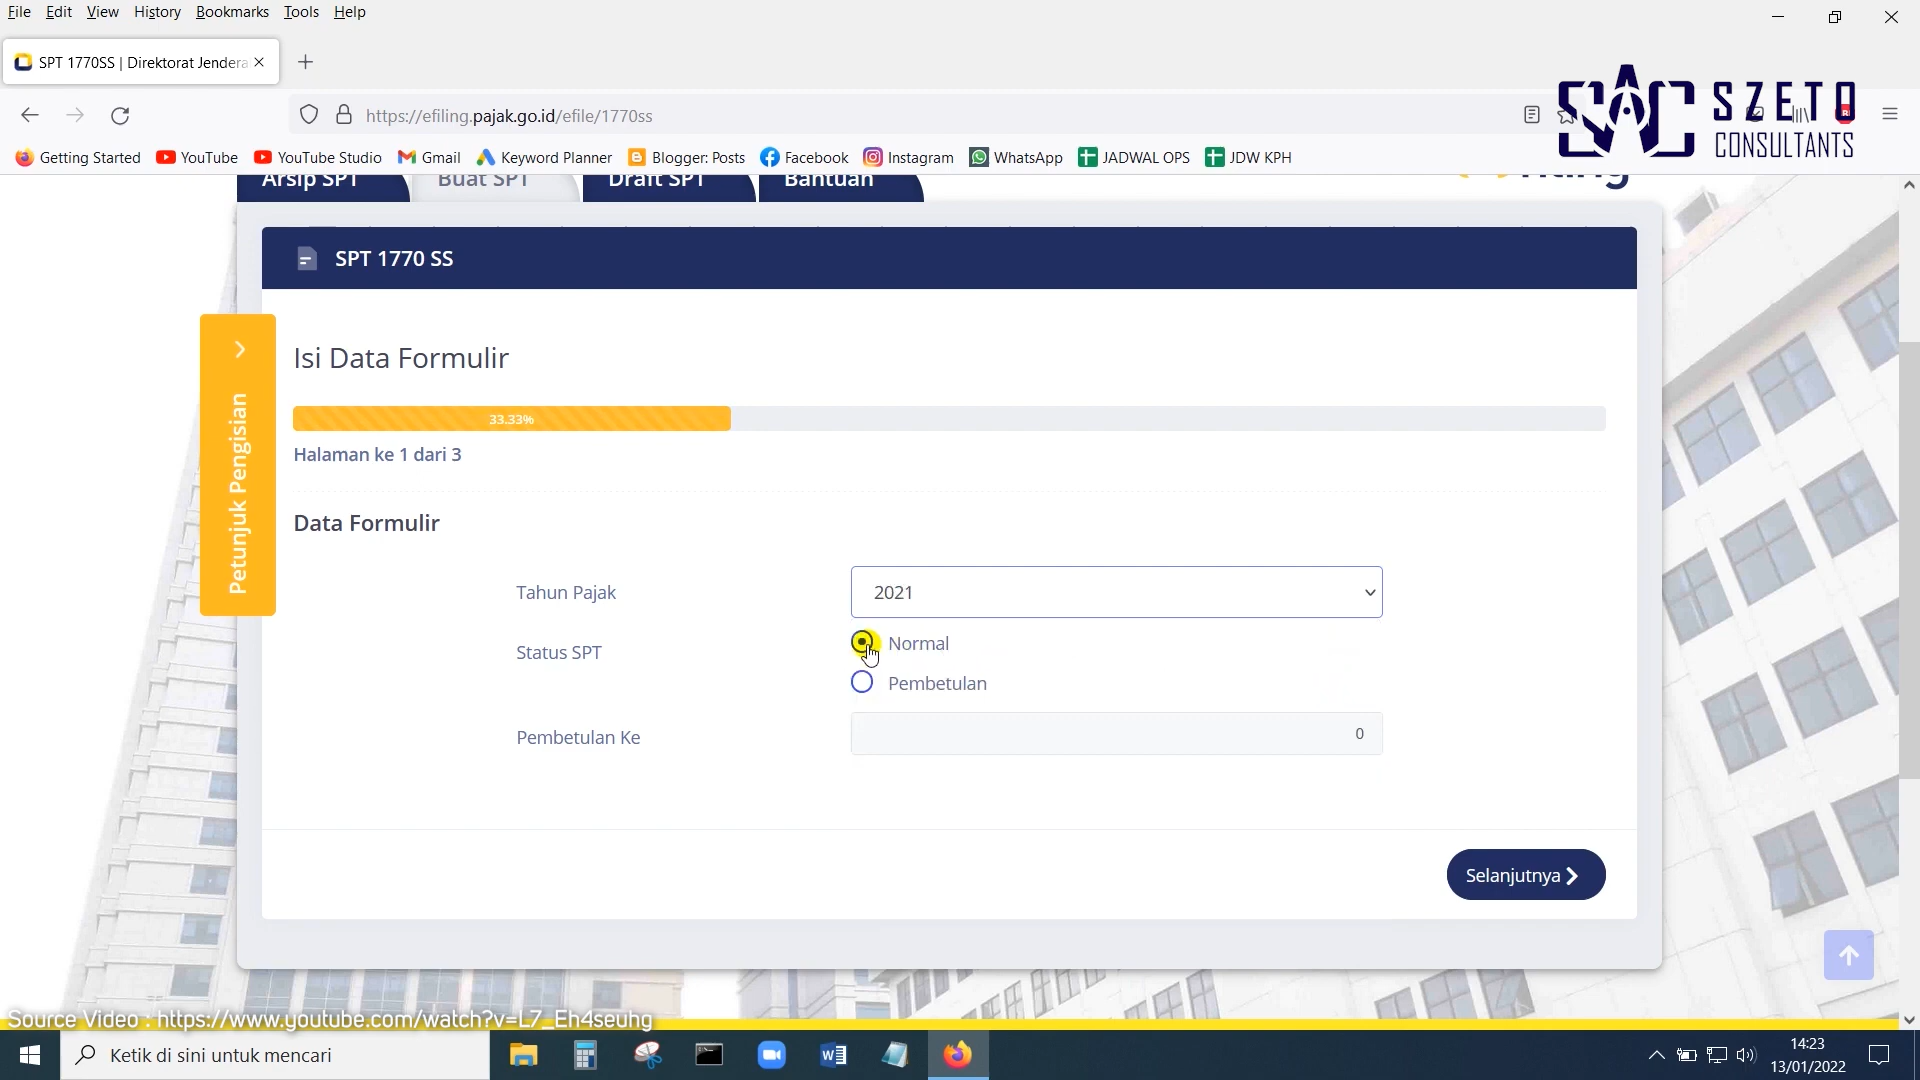 File Edit View History Bookmarks Tools Help
SPT 1770SS | Direktorat Jendera
https://efiling.pajak.go.id/efile/1770ss
SZETO
CONSULTANTS
Getting Started YouTube YouTube Studio Gmail Keyword Planner Blogger: Posts Facebook Instagram WhatsApp JADWAL OPS JDW KPH
Arsip SPT Buat SPT Draft SPT Bantuan
SPT 1770 SS
Petunjuk Pengisian
Isi Data Formulir
33.33%
Halaman ke 1 dari 3
Data Formulir
Tahun Pajak 2021
Status SPT Normal
Pembetulan
Pembetulan Ke 0
Selanjutnya
Source Video : https://www.youtube.com/watch?v=L7_Eh4seuhg
Ketik di sini untuk mencari
14:23
13/01/2022